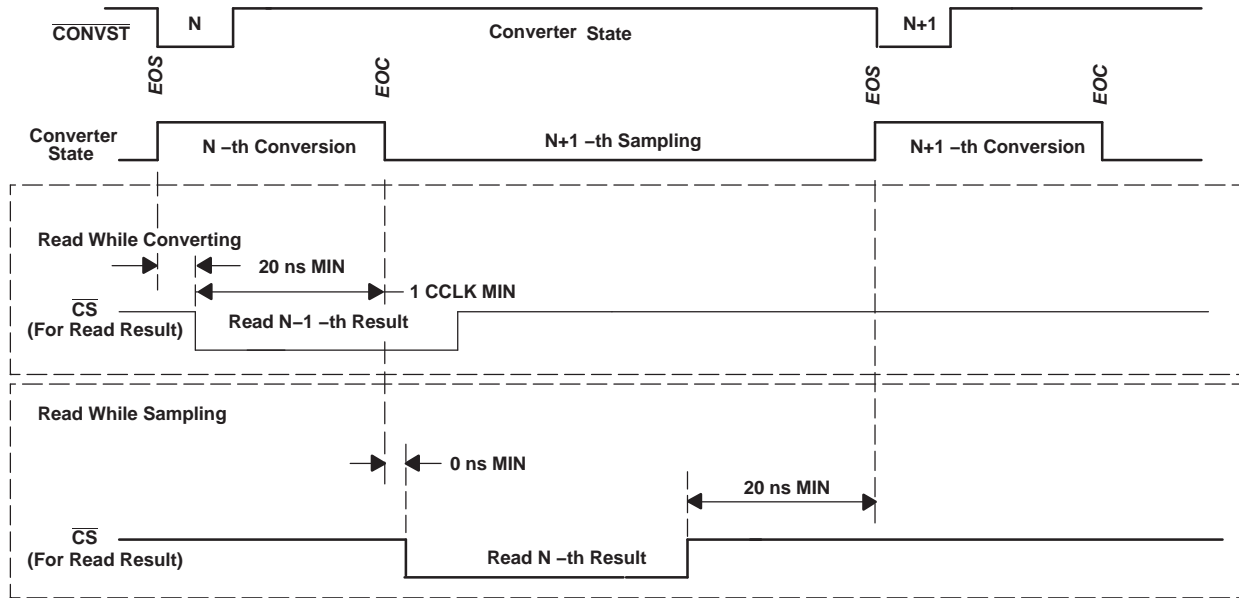 CONVST
N
Converter State
N+1
EOS
EOC
EOS
EOC
Converter
State
N –th Conversion
N+1 –th Sampling
N+1 –th Conversion
Read While Converting
20 ns MIN
1 CCLK MIN
CS
(For Read Result)
Read N–1 –th Result
Read While Sampling
0 ns MIN
20 ns MIN
CS
(For Read Result)
Read N –th Result